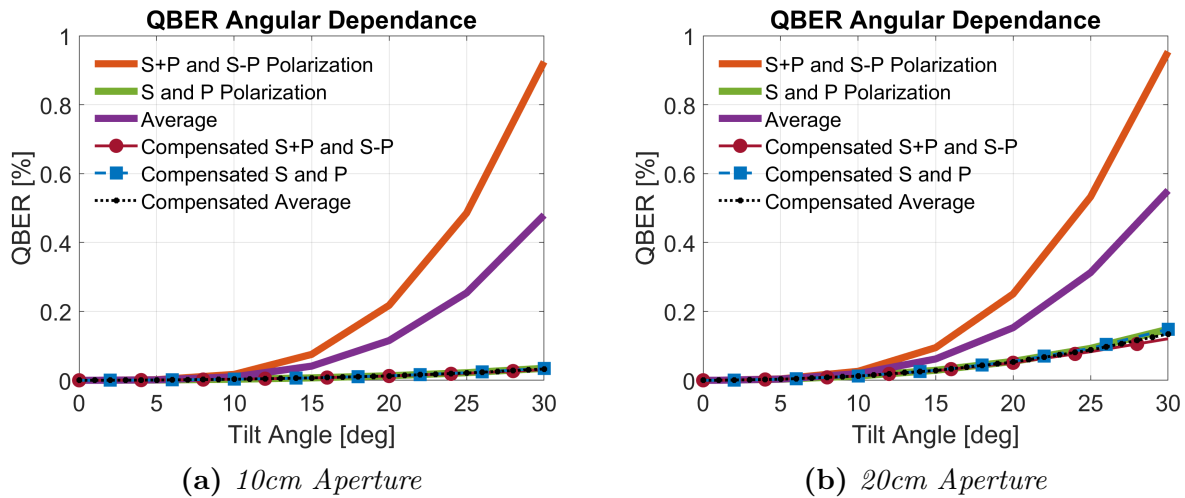 QBER Angular Dependance
1
0.8
0.6
0.4
0.2
0
QBER [%]
S+P and S-P Polarization
S and P Polarization
Average
Compensated S+P and S-P
Compensated S and P
Compensated Average
0 5 10 15 20 25 30
Tilt Angle [deg]
(a) 10cm Aperture
QBER Angular Dependance
1
0.8
0.6
0.4
0.2
0
QBER [%]
S+P and S-P Polarization
S and P Polarization
Average
Compensated S+P and S-P
Compensated S and P
Compensated Average
0 5 10 15 20 25 30
Tilt Angle [deg]
(b) 20cm Aperture